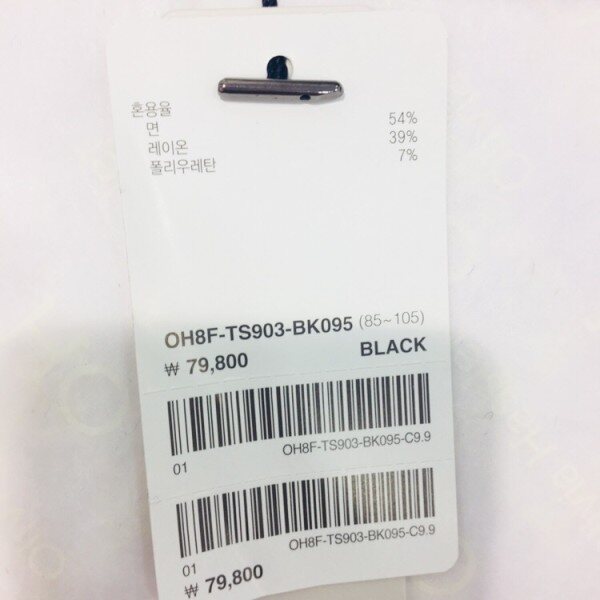 혼용율
면 54%
레이온 39%
폴리우레탄 7%
OH8F-TS903-BK095 (85~105)
₩ 79,800 BLACK
01 OH8F-TS903-BK095-C9.9
01 OH8F-TS903-BK095-C9.9
₩ 79,800